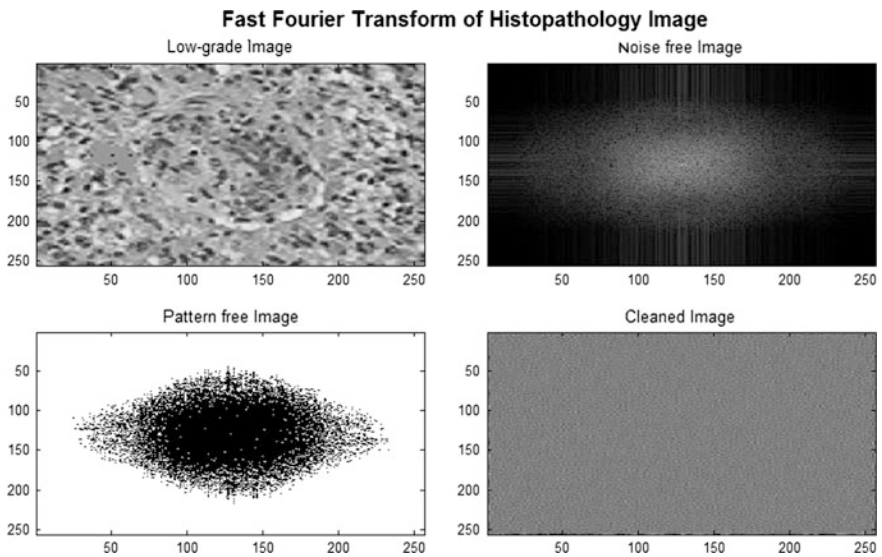 Fast Fourier Transform of Histopathology Image
Low-grade Image
50
100
150
200
250
50 100 150 200 250
Noise free Image
50
100
150
200
250
50 100 150 200 250
Pattern free Image
50
100
150
200
250
50 100 150 200 250
Cleaned Image
50
100
150
200
250
50 100 150 200 250